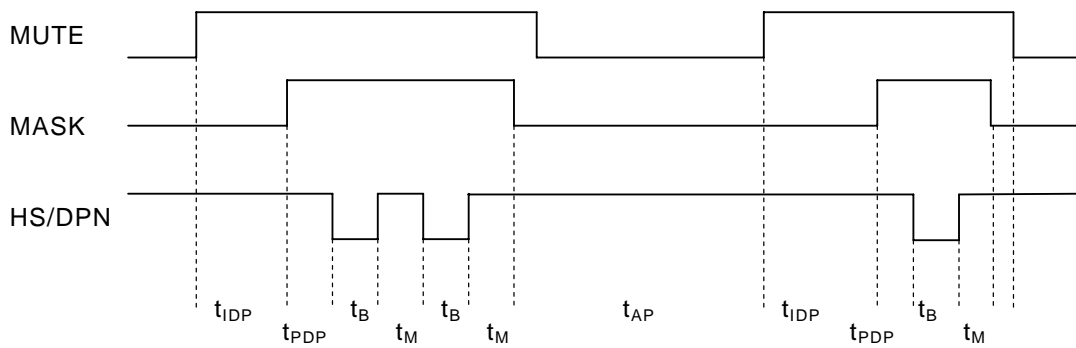 MUTE
MASK
HS/DPN
tIDP tB tB tAP tIDP tB
tPDP tM tM tPDP tM